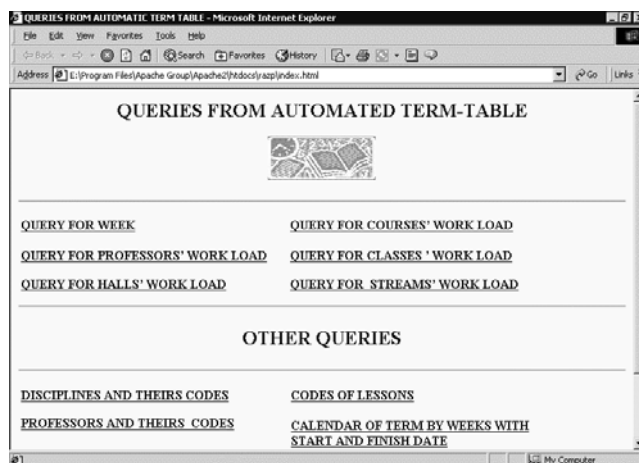 QUERIES FROM AUTOMATIC TERM TABLE - Microsoft Internet Explorer
File Edit View Favorites Tools Help
Back Search Favorites History
Address E:\Program Files\Apache Group\Apache2\htdocs\razp\index.html Go Links
QUERIES FROM AUTOMATED TERM-TABLE
QUERY FOR WEEK QUERY FOR COURSES' WORK LOAD
QUERY FOR PROFESSORS' WORK LOAD QUERY FOR CLASSES ' WORK LOAD
QUERY FOR HALLS' WORK LOAD QUERY FOR STREAMS' WORK LOAD
OTHER QUERIES
DISCIPLINES AND THEIRS CODES CODES OF LESSONS
PROFESSORS AND THEIRS CODES CALENDAR OF TERM BY WEEKS WITH
START AND FINISH DATE
My Computer